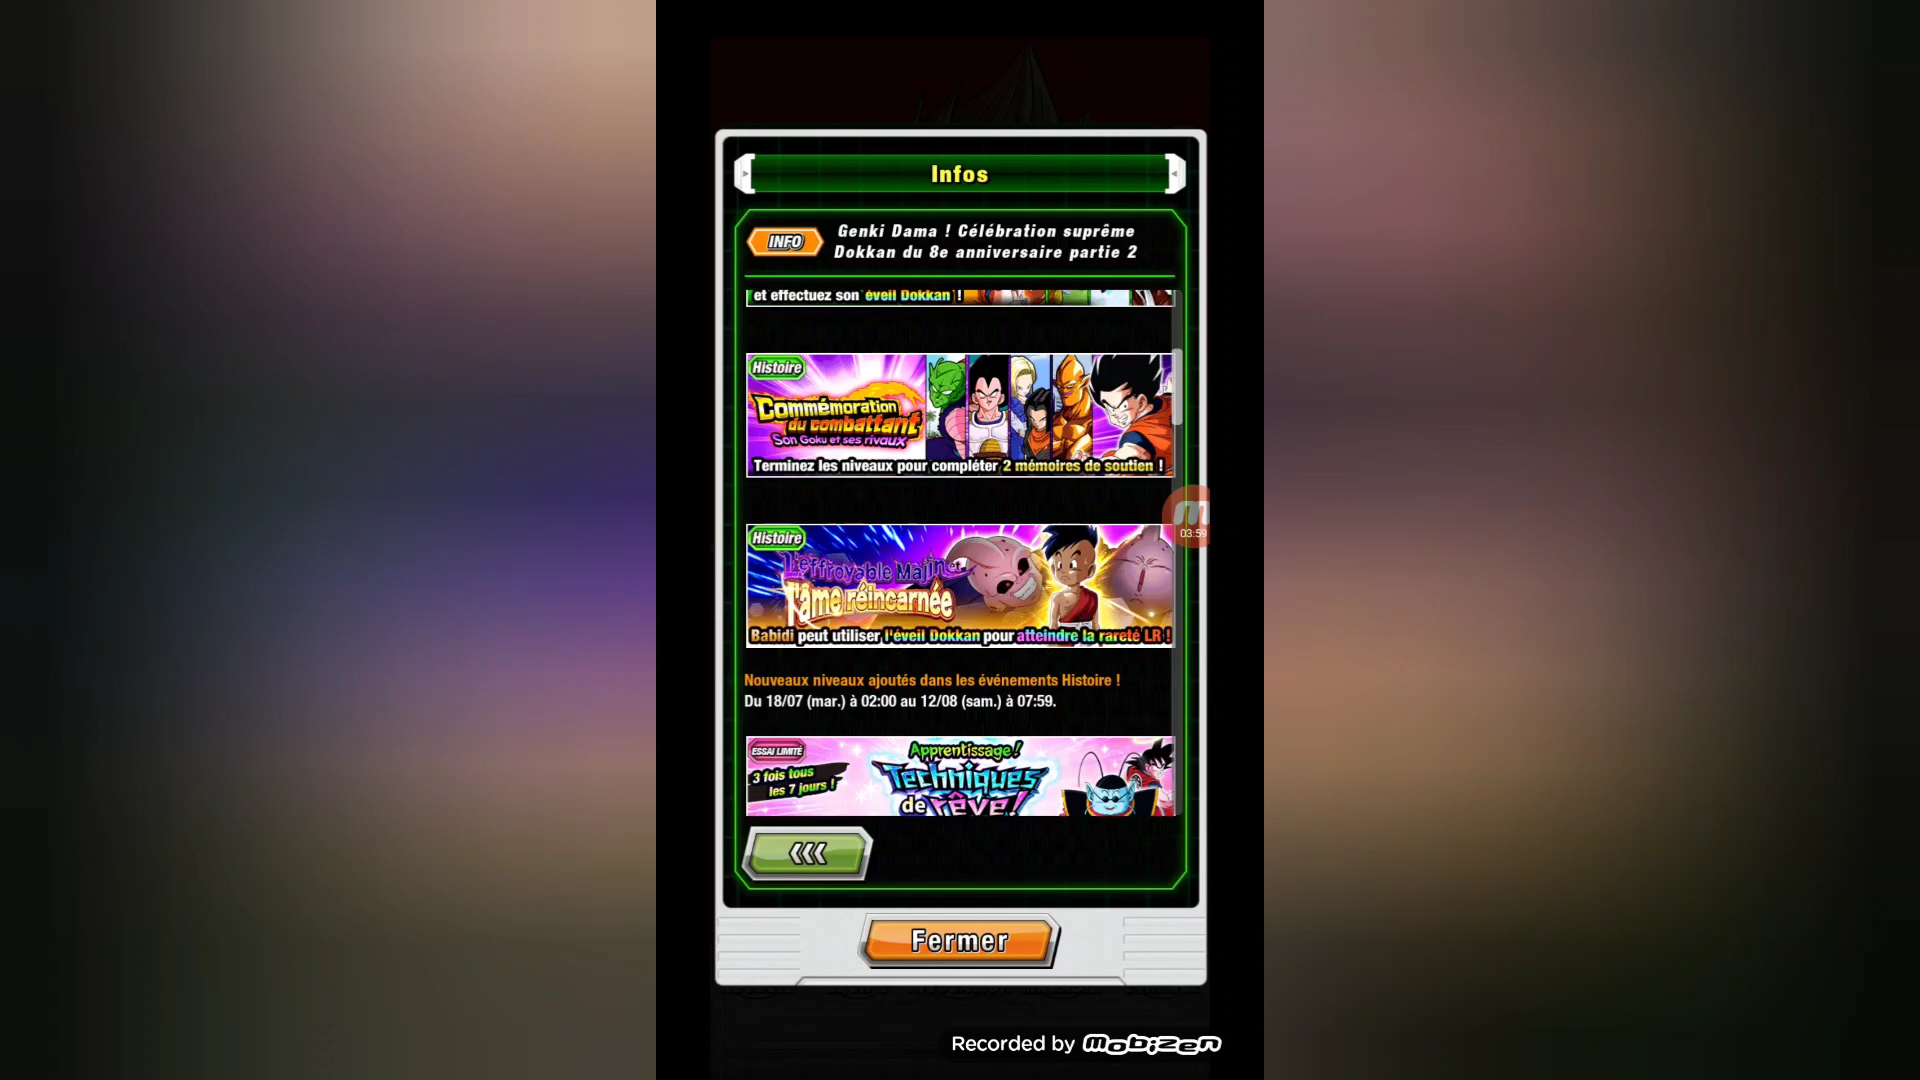 Infos
INFO
Genki Dama ! Célébration suprême
Dokkan du 8e anniversaire partie 2
et effectuez son éveil Dokkan !
Histoire
Commémoration
du combattant
Son Goku et ses rivaux
Terminez les niveaux pour compléter 2 mémoires de soutien !
03:59
Histoire
L'effroyable Majin et
l'âme réincarnée
Babidi peut utiliser l'éveil Dokkan pour atteindre la rareté LR !
Nouveaux niveaux ajoutés dans les événements Histoire !
Du 18/07 (mar.) à 02:00 au 12/08 (sam.) à 07:59.
ESSAI LIMITÉ
3 fois tous
les 7 jours !
Apprentissage !
Techniques
de rêve !
Fermer
Recorded by mobizen